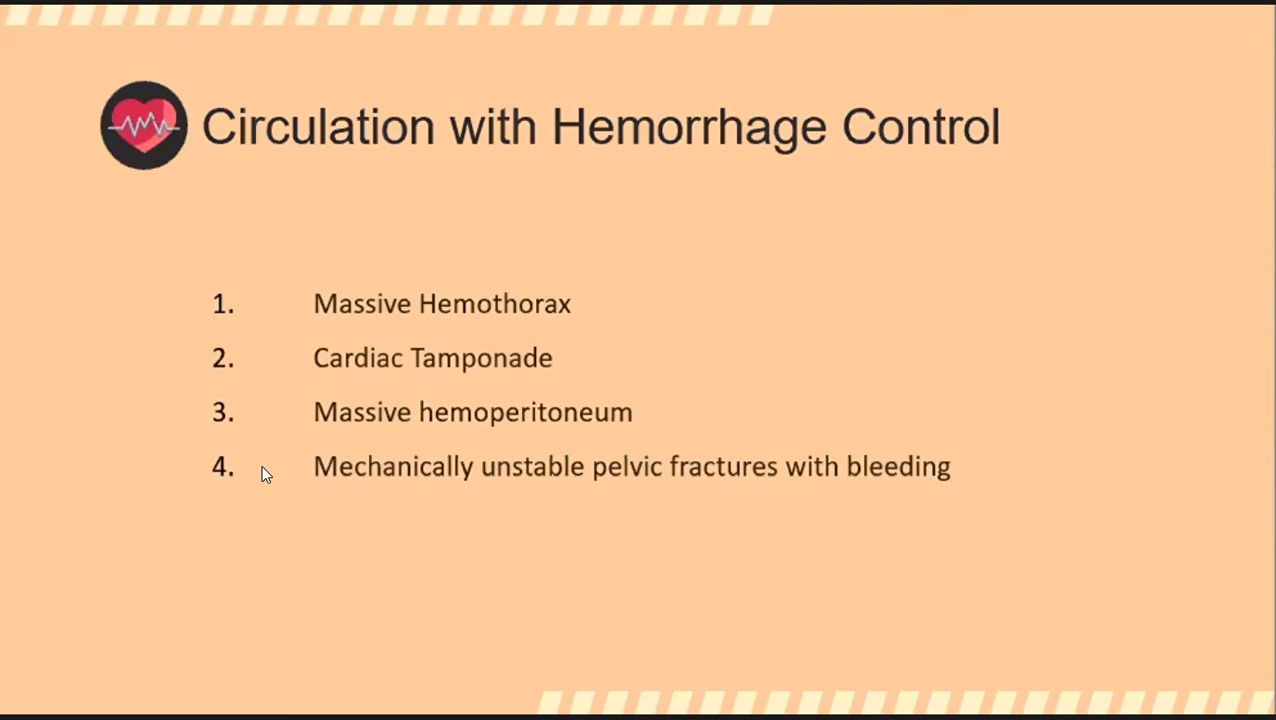 Circulation with Hemorrhage Control
1. Massive Hemothorax
2. Cardiac Tamponade
3. Massive hemoperitoneum
4. Mechanically unstable pelvic fractures with bleeding